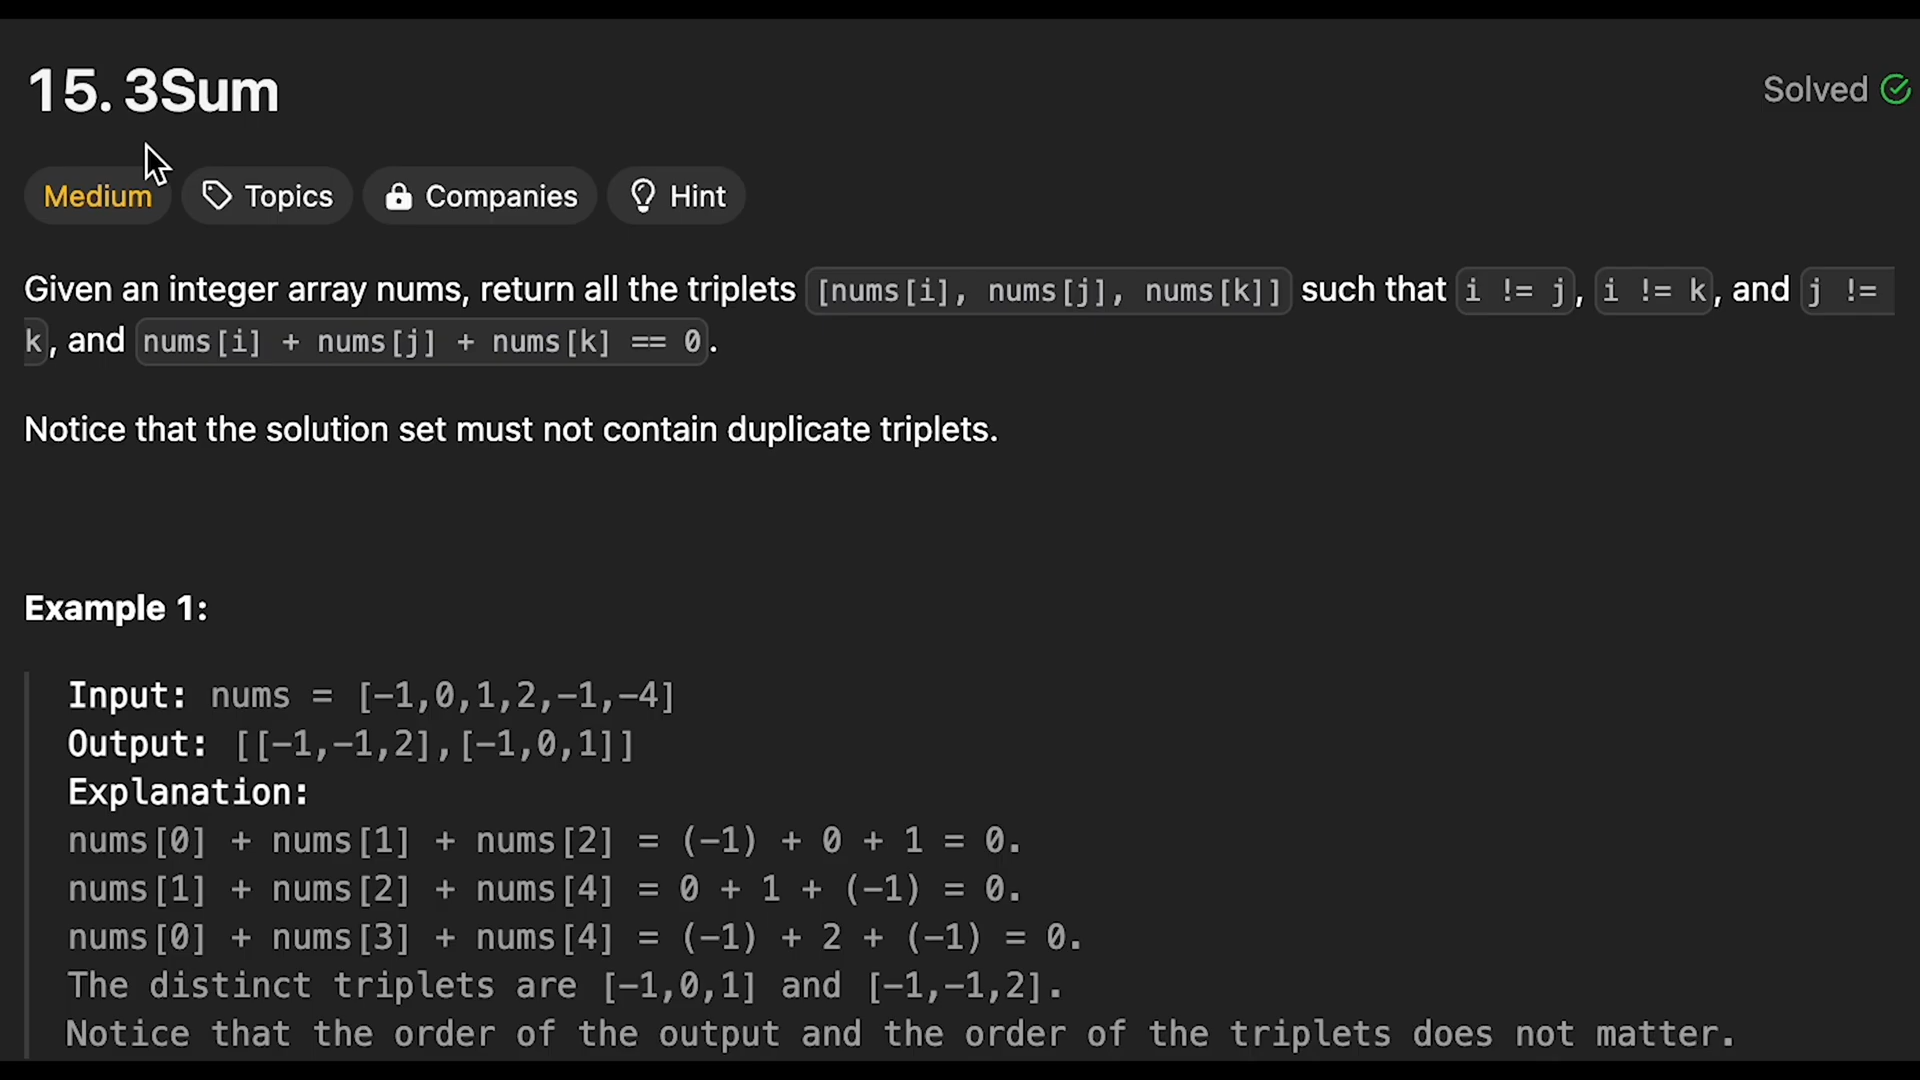 15. 3Sum
Solved
Medium Topics Companies Hint
Given an integer array nums, return all the triplets [nums[i], nums[j], nums[k]] such that i != j, i != k, and j !=
k, and nums[i] + nums[j] + nums[k] == 0.
Notice that the solution set must not contain duplicate triplets.
Example 1:
Input: nums = [-1,0,1,2,-1,-4]
Output: [[-1,-1,2],[-1,0,1]]
Explanation:
nums[0] + nums[1] + nums[2] = (-1) + 0 + 1 = 0.
nums[1] + nums[2] + nums[4] = 0 + 1 + (-1) = 0.
nums[0] + nums[3] + nums[4] = (-1) + 2 + (-1) = 0.
The distinct triplets are [-1,0,1] and [-1,-1,2].
Notice that the order of the output and the order of the triplets does not matter.